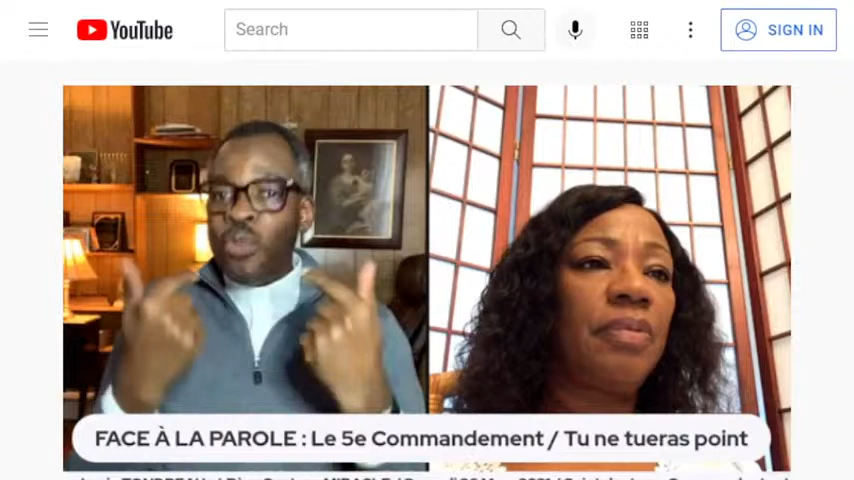 YouTube
Search
SIGN IN
FACE À LA PAROLE : Le 5e Commandement / Tu ne tueras point